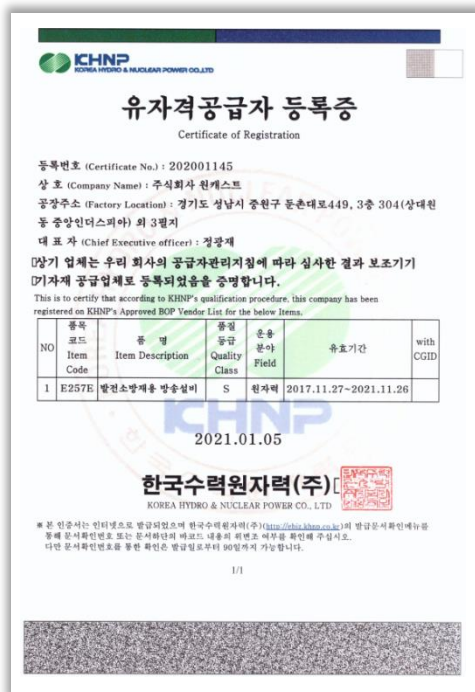 KHNP
KOREA HYDRO & NUCLEAR POWER CO.,LTD
유자격공급자 등록증
Certificate of Registration
등록번호 (Certificate No.) : 202001145
상 호 (Company Name) : 주식회사 원캐스트
공장주소 (Factory Location) : 경기도 성남시 중원구 둔촌대로449, 3층 304(상대원
동 중앙인더스피아) 외 3필지
대 표 자 (Chief Executive officer) : 정광재
상기 업체는 우리 회사의 공급자관리지침에 따라 심사한 결과 보조기기
기자재 공급업체로 등록되었음을 증명합니다.
This is to certify that according to KHNP's qualification procedure, this company has been
registered on KHNP's Approved BOP Vendor List for the below Items.
NO 품목 코드 Item Code 품 명 Item Description 품질 등급 Quality Class 운용 분야 Field 유효기간 with CGID
1 E257E 발전소방재용 방송설비 S 원자력 2017.11.27~2021.11.26
KHNP
2021.01.05
한국수력원자력(주)
KOREA HYDRO & NUCLEAR POWER CO., LTD
※ 본 인증서는 인터넷으로 발급되었으며 한국수력원자력(주)(http://ebiz.khnp.co.kr)의 발급문서확인메뉴를
통해 문서확인번호 또는 문서하단의 바코드 내용의 위변조 여부를 확인해 주십시오.
다만 문서확인번호를 통한 확인은 발급일로부터 90일까지 가능합니다.
1/1